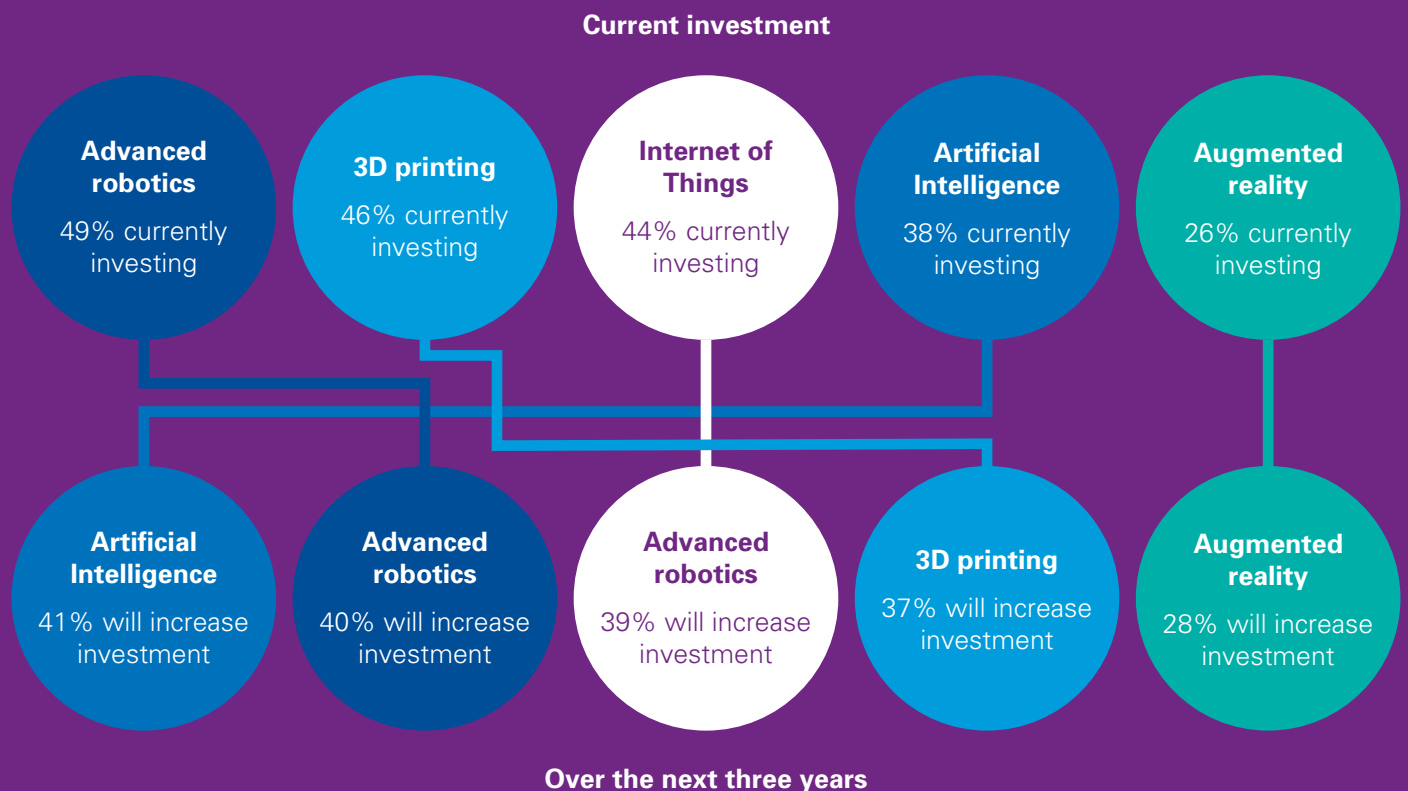 Current investment
Advanced
robotics
49% currently
investing
3D printing
46% currently
investing
Internet of
Things
44% currently
investing
Artificial
Intelligence
38% currently
investing
Augmented
reality
26% currently
investing
Artificial
Intelligence
41% will increase
investment
Advanced
robotics
40% will increase
investment
Advanced
robotics
39% will increase
investment
3D printing
37% will increase
investment
Augmented
reality
28% will increase
investment
Over the next three years